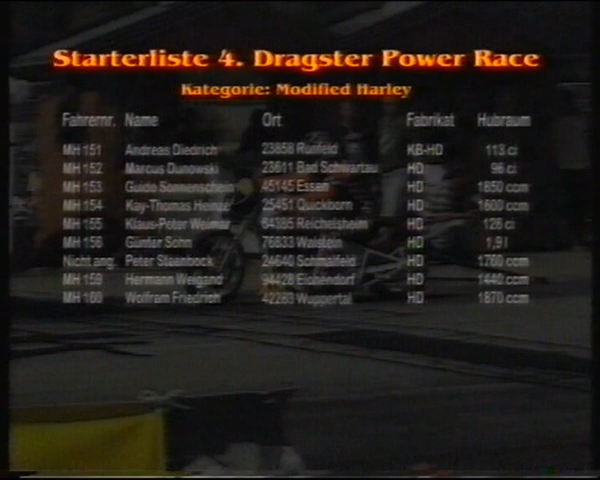 Starterliste 4. Dragster Power Race
Kategorie: Modified Harley
Fahrernr. Name Ort Fabrikat Hubraum
MH 151 Andreas Diedrich 23858 KB-HD 113 ci
MH 152 Marcus Dunowski 23611 Bad Schwartau HD 96 ci
MH 153 Guido Sonnenschein 45145 Essen HD 1850 ccm
MH 154 Kay-Thomas Heinze 25451 Quickborn HD 1600 ccm
MH 155 Klaus-Peter Weimar 64385 Reichelsheim HD 126 ci
MH 156 Günter Sohn 76833 HD 1,9 l
Nicht ang. Peter Steenbock 24640 Schmalfeld HD 1760 ccm
MH 159 Hermann Weigand 94428 Eichendorf HD 1440 ccm
MH 160 Wolfram Friedrich Wuppertal HD 1870 ccm